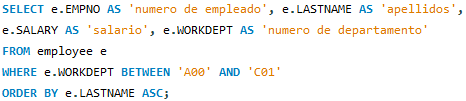 SELECT e.EMPNO AS 'numero de empleado', e.LASTNAME AS 'apellidos',
e.SALARY AS 'salario', e.WORKDEPT AS 'numero de departamento'
FROM employee e
WHERE e.WORKDEPT BETWEEN 'A00' AND 'C01'
ORDER BY e.LASTNAME ASC;